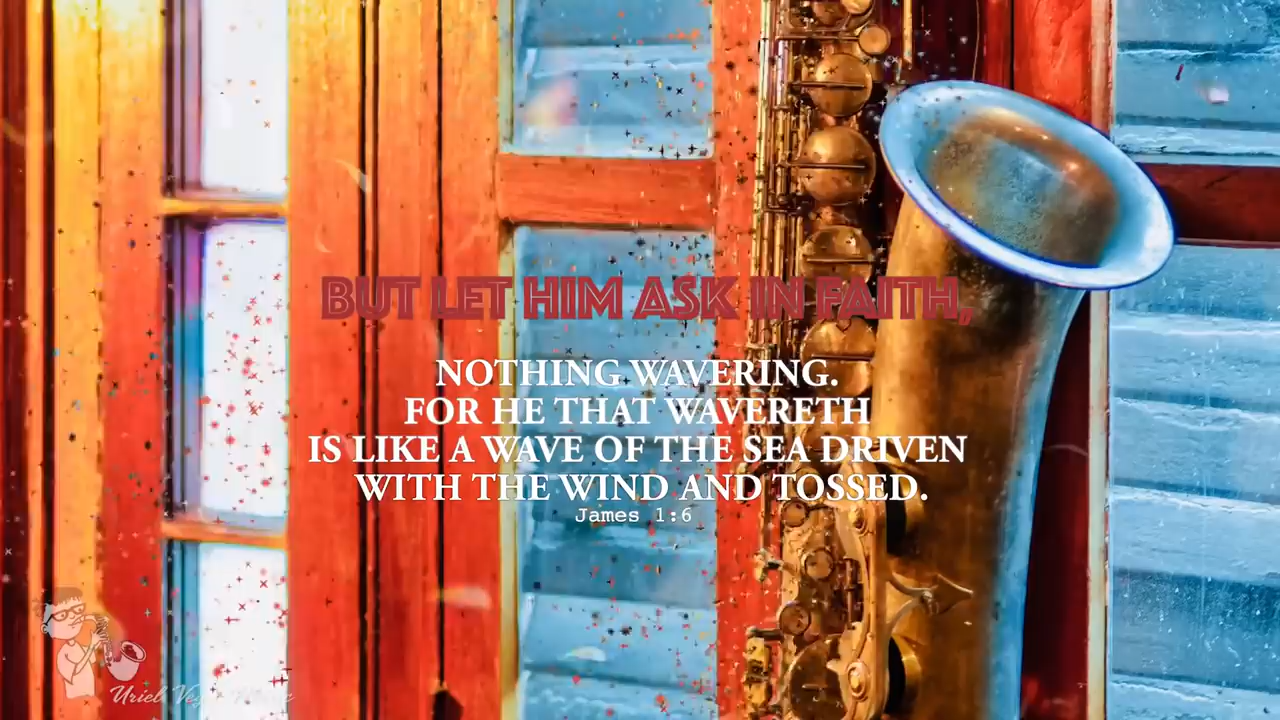 BUT LET HIM ASK IN FAITH,
NOTHING WAVERING.
FOR HE THAT WAVERETH
IS LIKE A WAVE OF THE SEA DRIVEN
WITH THE WIND AND TOSSED.
James 1:6
Uriel